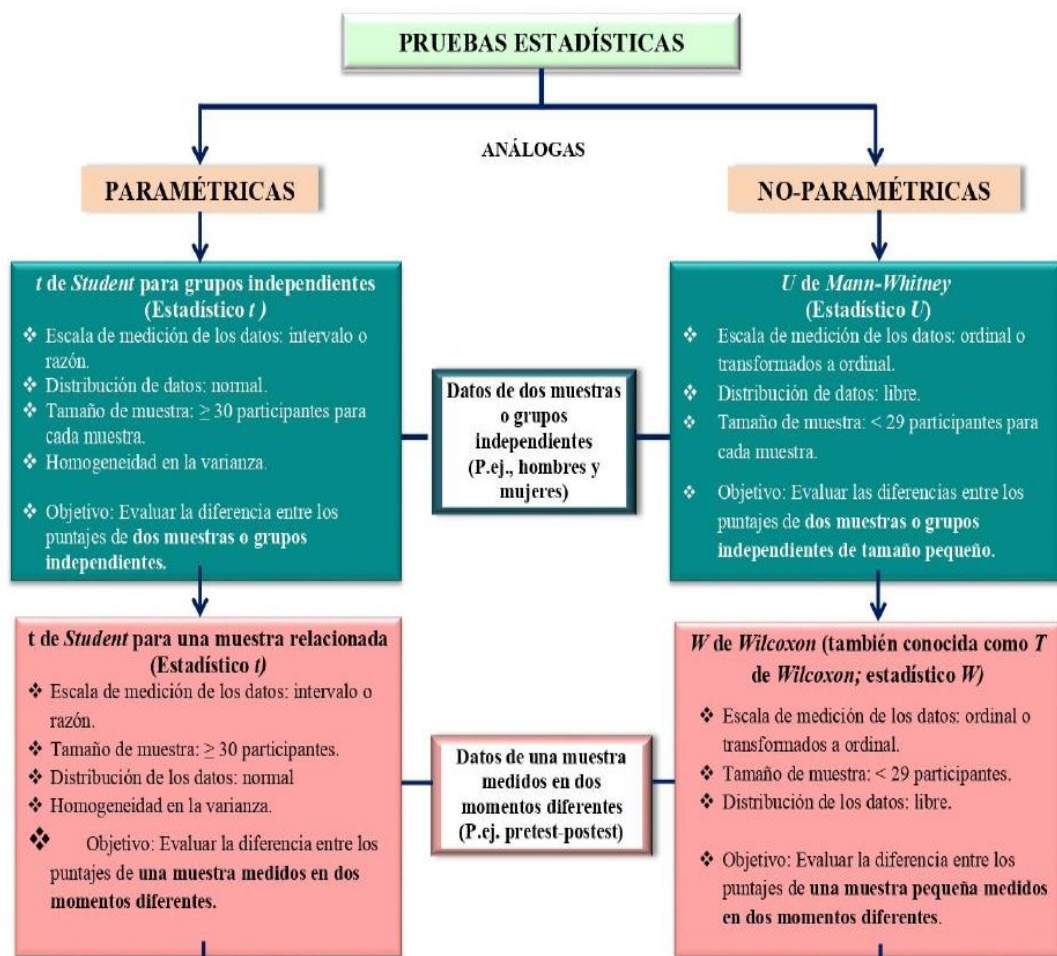 PRUEBAS ESTADÍSTICAS
ANÁLOGAS
PARAMÉTRICAS
NO-PARAMÉTRICAS
t de Student para grupos independientes
(Estadístico t )
❖ Escala de medición de los datos: intervalo o
razón.
❖ Distribución de datos: normal.
❖ Tamaño de muestra: ≥ 30 participantes para
cada muestra.
❖ Homogeneidad en la varianza.
❖ Objetivo: Evaluar la diferencia entre los
puntajes de dos muestras o grupos
independientes.
Datos de dos muestras
o grupos
independientes
(P.ej., hombres y
mujeres)
U de Mann-Whitney
(Estadístico U)
❖ Escala de medición de los datos: ordinal o
transformados a ordinal.
❖ Distribución de datos: libre.
❖ Tamaño de muestra: < 29 participantes para
cada muestra.
❖ Objetivo: Evaluar las diferencias entre los
puntajes de dos muestras o grupos
independientes de tamaño pequeño.
t de Student para una muestra relacionada
(Estadístico t)
❖ Escala de medición de los datos: intervalo o
razón.
❖ Tamaño de muestra: ≥ 30 participantes.
❖ Distribución de los datos: normal
❖ Homogeneidad en la varianza.
❖ Objetivo: Evaluar la diferencia entre los
puntajes de una muestra medidos en dos
momentos diferentes.
Datos de una muestra
medidos en dos
momentos diferentes
(P.ej. pretest-postest)
W de Wilcoxon (también conocida como T
de Wilcoxon; estadístico W)
❖ Escala de medición de los datos: ordinal o
transformados a ordinal.
❖ Tamaño de muestra: < 29 participantes.
❖ Distribución de los datos: libre.
❖ Objetivo: Evaluar la diferencia entre los
puntajes de una muestra pequeña medidos
en dos momentos diferentes.